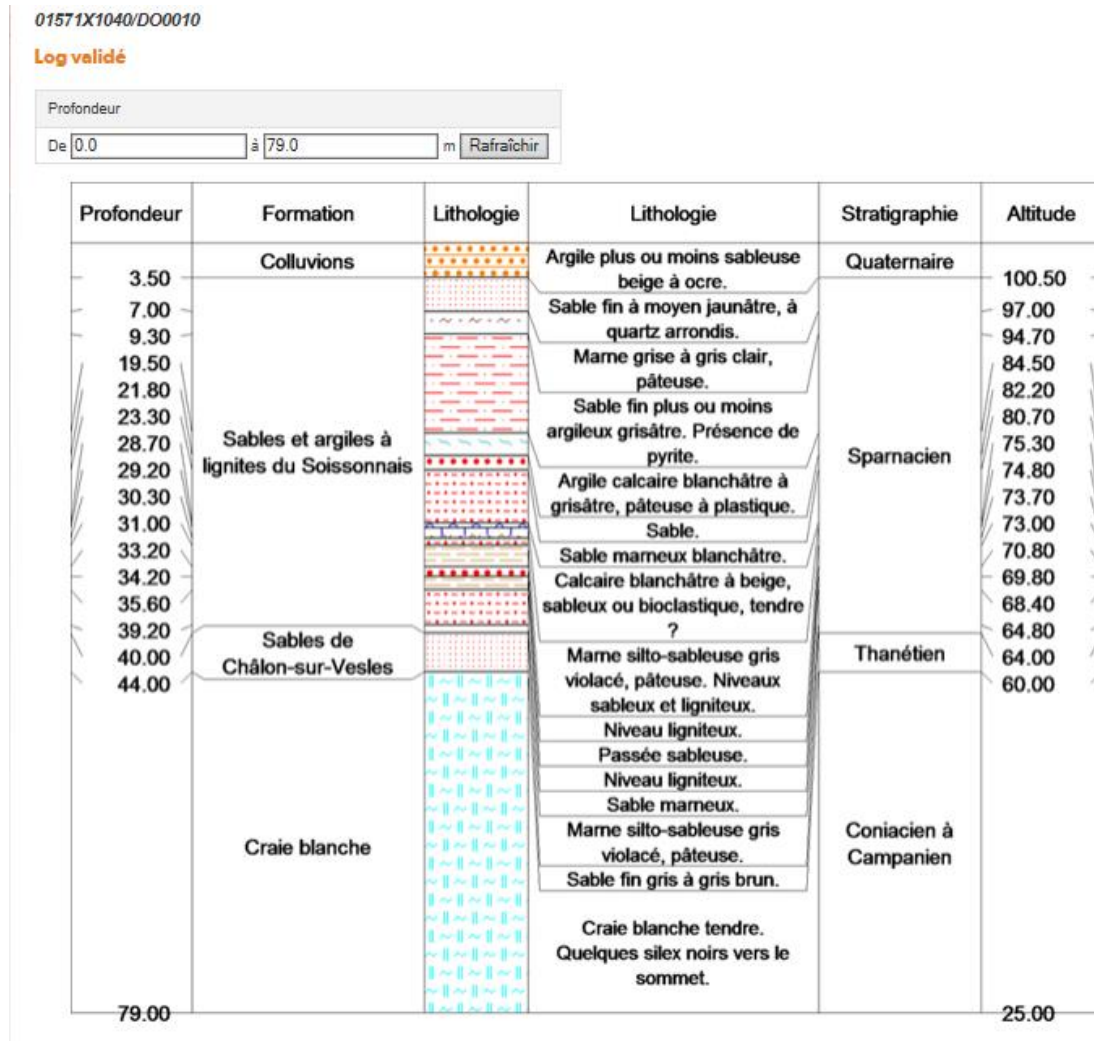 01571X1040/DO0010
Log validé
Profondeur
De 0.0 à 79.0 m Rafraîchir
Profondeur Formation Lithologie Lithologie Stratigraphie Altitude
Colluvions
Argile plus ou moins sableuse
beige à ocre.
Quaternaire
3.50
7.00
9.30
19.50
21.80
23.30
28.70
29.20
30.30
31.00
33.20
34.20
35.60
39.20
40.00
44.00
79.00
Sables et argiles à
lignites du Soissonnais
Sables de
Châlon-sur-Vesles
Craie blanche
Sable fin à moyen jaunâtre, à
quartz arrondis.
Marne grise à gris clair,
pâteuse.
Sable fin plus ou moins
argileux grisâtre. Présence de
pyrite.
Argile calcaire blanchâtre à
grisâtre, pâteuse à plastique.
Sable.
Sable marneux blanchâtre.
Calcaire blanchâtre à beige,
sableux ou bioclastique, tendre
?
Marne silto-sableuse gris
violacé, pâteuse. Niveaux
sableux et ligniteux.
Niveau ligniteux.
Passée sableuse.
Niveau ligniteux.
Sable marneux.
Marne silto-sableuse gris
violacé, pâteuse.
Sable fin gris à gris brun.
Craie blanche tendre.
Quelques silex noirs vers le
sommet.
Sparnacien
Thanétien
Coniacien à
Campanien
100.50
97.00
94.70
84.50
82.20
80.70
75.30
74.80
73.70
73.00
70.80
69.80
68.40
64.80
64.00
60.00
25.00